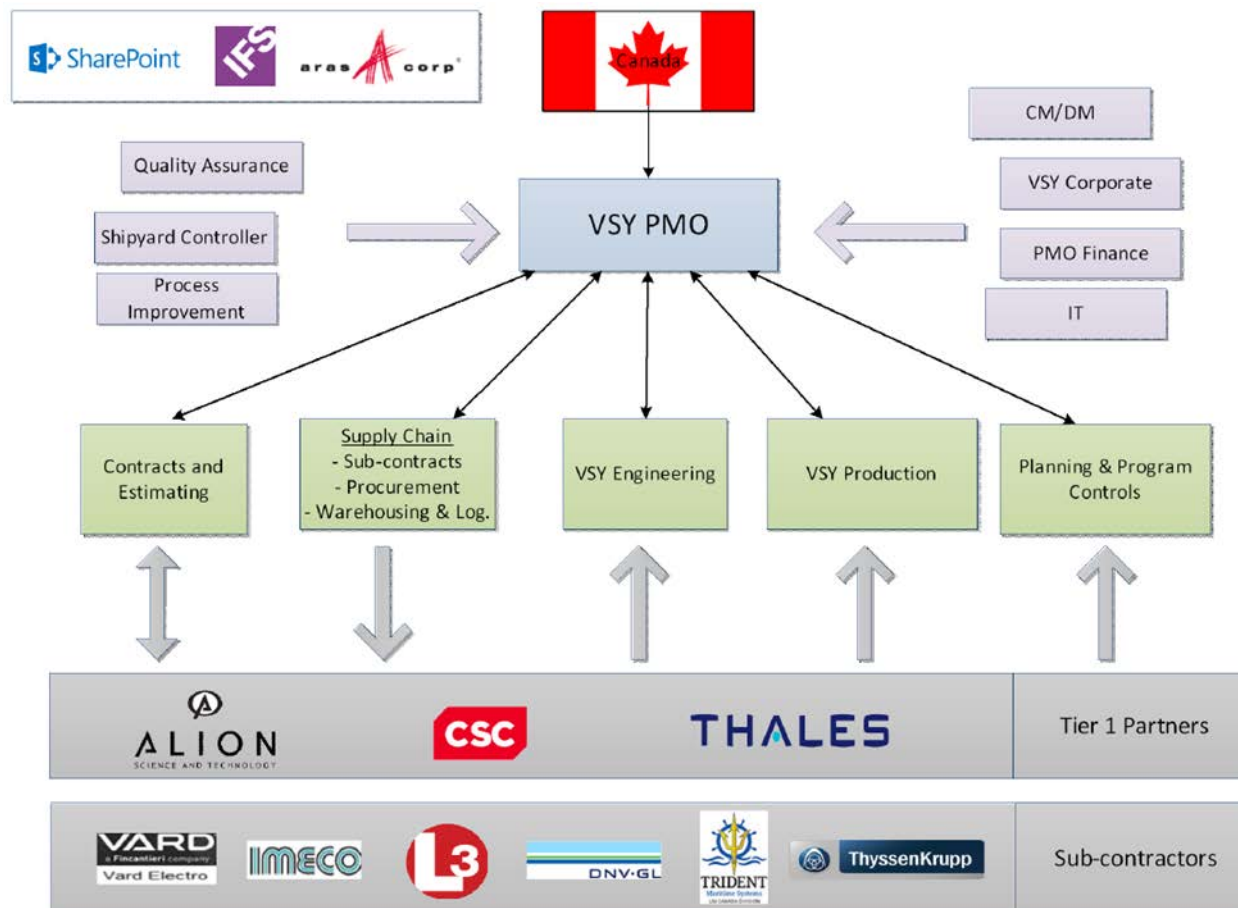 SharePoint
IFS
aras corp®
Canada
CM/DM
Quality Assurance
VSY Corporate
VSY PMO
Shipyard Controller
PMO Finance
Process
Improvement
IT
Contracts and
Estimating
Supply Chain
- Sub-contracts
- Procurement
- Warehousing & Log.
VSY Engineering
VSY Production
Planning & Program
Controls
ALION
SCIENCE AND TECHNOLOGY
CSC
THALES
Tier 1 Partners
VARD
a Fincantieri company
Vard Electro
IMECO
L3
DNV·GL
TRIDENT
Maritime Systems
ThyssenKrupp
Sub-contractors